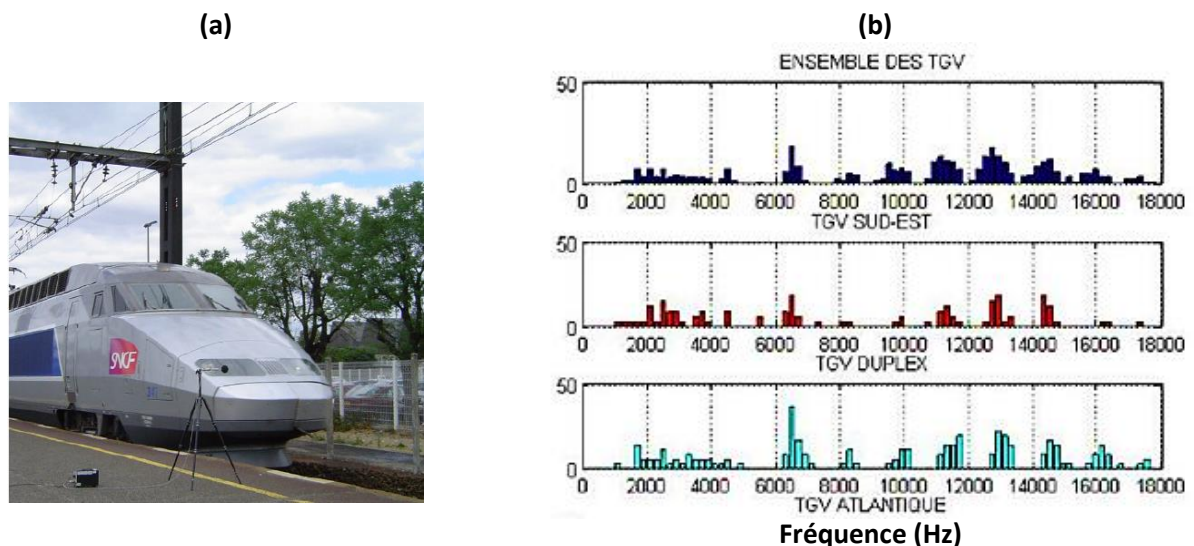 (a)
(b)
ENSEMBLE DES TGV
50
0
0 2000 4000 6000 8000 10000 12000 14000 16000 18000
TGV SUD-EST
50
0
0 2000 4000 6000 8000 10000 12000 14000 16000 18000
TGV DUPLEX
50
0
0 2000 4000 6000 8000 10000 12000 14000 16000 18000
TGV ATLANTIQUE
Fréquence (Hz)
SNCF